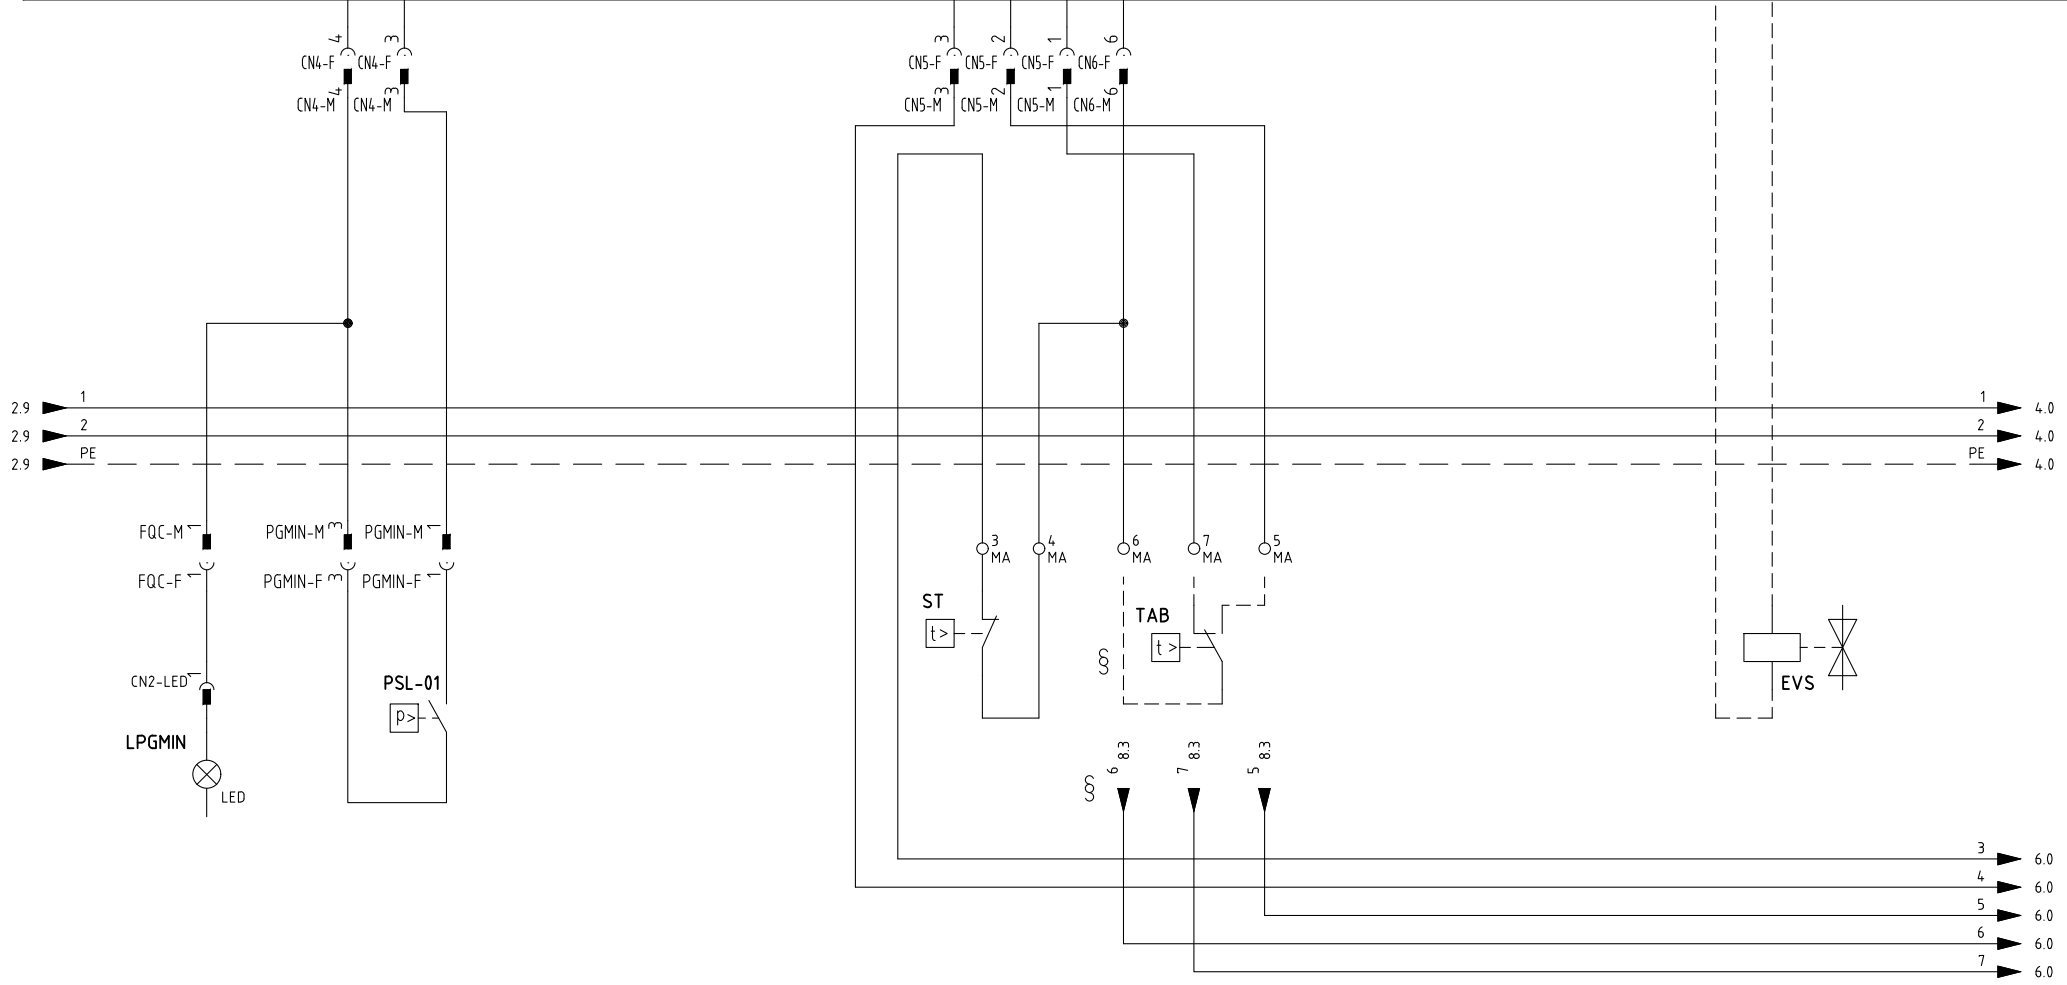 4 3 3 2 1 6
CN4-F CN4-F CN5-F CN5-F CN5-F CN6-F
4 3 3 2 1 6
CN4-M CN4-M CN5-M CN5-M CN5-M CN6-M
2.9 1 1 4.0
2.9 2 2 4.0
2.9 PE PE 4.0
FQC-M 1 PGMIN-M 3 PGMIN-M 1
3 MA 4 MA 6 MA 7 MA 5 MA
FQC-F 1 PGMIN-F 3 PGMIN-F 1
ST
t>
TAB
t >
§
CN2-LED 1
PSL-01
p>
EVS
LPGMIN
LED
§
6 8.3 7 8.3 5 8.3
3 6.0
4 6.0
5 6.0
6 6.0
7 6.0